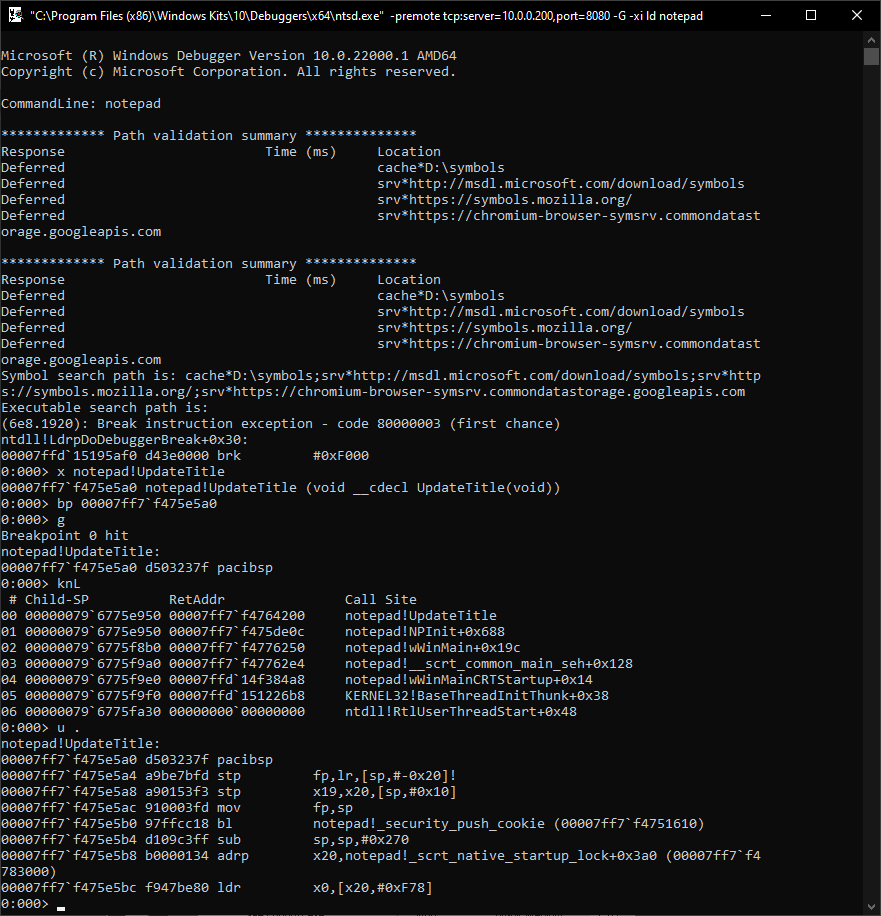 "C:\Program Files (x86)\Windows Kits\10\Debuggers\x64\ntsd.exe" -premote tcp:server=10.0.0.200,port=8080 -G -xi ld notepad
Microsoft (R) Windows Debugger Version 10.0.22000.1 AMD64
Copyright (c) Microsoft Corporation. All rights reserved.
CommandLine: notepad
************* Path validation summary **************
Response                         Time (ms)     Location
Deferred                                       cache*D:\symbols
Deferred                                       srv*http://msdl.microsoft.com/download/symbols
Deferred                                       srv*https://symbols.mozilla.org/
Deferred                                       srv*https://chromium-browser-symsrv.commondatast
orage.googleapis.com
************* Path validation summary **************
Response                         Time (ms)     Location
Deferred                                       cache*D:\symbols
Deferred                                       srv*http://msdl.microsoft.com/download/symbols
Deferred                                       srv*https://symbols.mozilla.org/
Deferred                                       srv*https://chromium-browser-symsrv.commondatast
orage.googleapis.com
Symbol search path is: cache*D:\symbols;srv*http://msdl.microsoft.com/download/symbols;srv*http
s://symbols.mozilla.org/;srv*https://chromium-browser-symsrv.commondatastorage.googleapis.com
Executable search path is:
(6e8.1920): Break instruction exception - code 80000003 (first chance)
ntdll!LdrpDoDebuggerBreak+0x30:
00007ffd`15195af0 d43e0000 brk         #0xF000
0:000> x notepad!UpdateTitle
00007ff7`f475e5a0 notepad!UpdateTitle (void __cdecl UpdateTitle(void))
0:000> bp 00007ff7`f475e5a0
0:000> g
Breakpoint 0 hit
notepad!UpdateTitle:
00007ff7`f475e5a0 d503237f pacibsp
0:000> knL
 # Child-SP          RetAddr               Call Site
00 00000079`6775e950 00007ff7`f4764200     notepad!UpdateTitle
01 00000079`6775e950 00007ff7`f475de0c     notepad!NPInit+0x688
02 00000079`6775f8b0 00007ff7`f4776250     notepad!wWinMain+0x19c
03 00000079`6775f9a0 00007ff7`f47762e4     notepad!__scrt_common_main_seh+0x128
04 00000079`6775f9e0 00007ffd`14f384a8     notepad!wWinMainCRTStartup+0x14
05 00000079`6775f9f0 00007ffd`151226b8     KERNEL32!BaseThreadInitThunk+0x38
06 00000079`6775fa30 00000000`00000000     ntdll!RtlUserThreadStart+0x48
0:000> u .
notepad!UpdateTitle:
00007ff7`f475e5a0 d503237f pacibsp
00007ff7`f475e5a4 a9be7bfd stp         fp,lr,[sp,#-0x20]!
00007ff7`f475e5a8 a90153f3 stp         x19,x20,[sp,#0x10]
00007ff7`f475e5ac 910003fd mov         fp,sp
00007ff7`f475e5b0 97ffcc18 bl          notepad!_security_push_cookie (00007ff7`f4751610)
00007ff7`f475e5b4 d109c3ff sub         sp,sp,#0x270
00007ff7`f475e5b8 b0000134 adrp        x20,notepad!_scrt_native_startup_lock+0x3a0 (00007ff7`f4
783000)
00007ff7`f475e5bc f947be80 ldr         x0,[x20,#0xF78]
0:000>